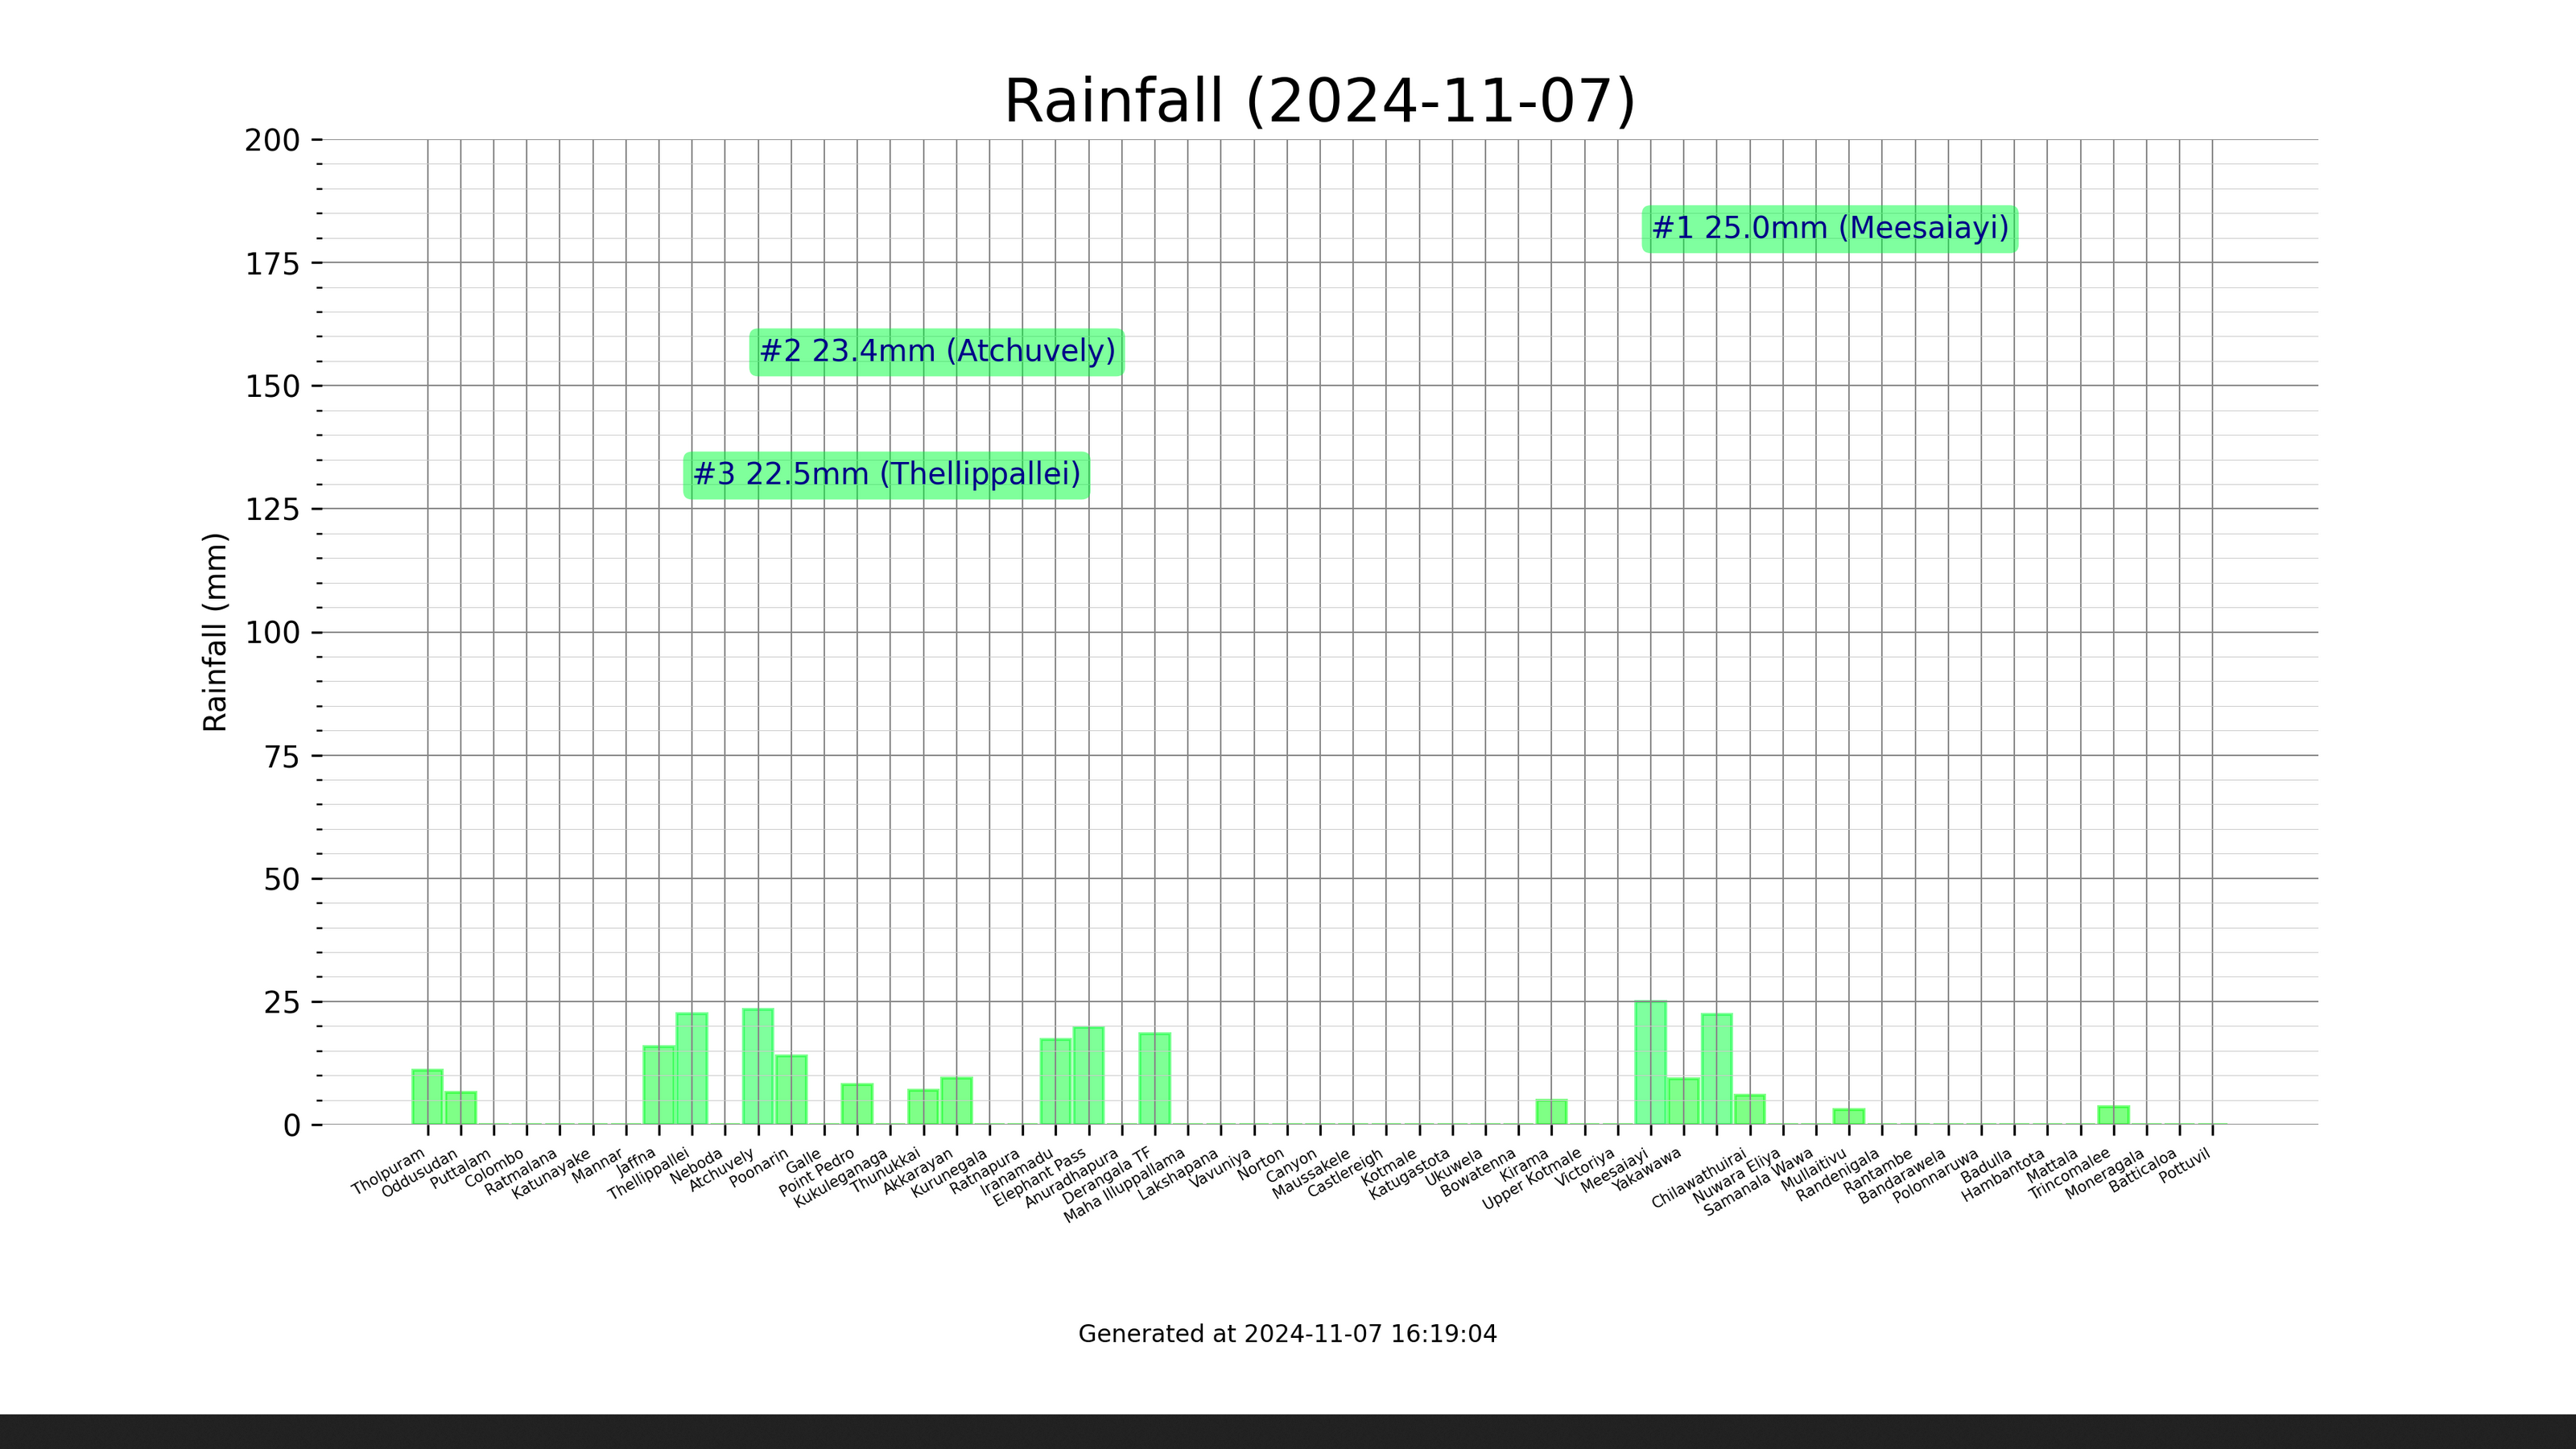 Rainfall (2024-11-07)
200
175
150
125
100
75
50
25
0
Rainfall (mm)
#1 25.0mm (Meesaiayi)
#2 23.4mm (Atchuvely)
#3 22.5mm (Thellippallei)
Tholpuram
Oddusudan
Puttalam
Colombo
Ratmalana
Katunayake
Mannar
Jaffna
Thellippallei
Neboda
Atchuvely
Poonarin
Galle
Point Pedro
Kukuleganaga
Thunukkai
Akkarayan
Kurunegala
Ratnapura
Iranamadu
Elephant Pass
Anuradhapura
Derangala TF
Maha Illuppallama
Lakshapana
Vavuniya
Norton
Canyon
Maussakele
Castlereigh
Kotmale
Katugastota
Ukuwela
Bowatenna
Kirama
Upper Kotmale
Victoriya
Meesaiayi
Yakawawa
Chilawathuirai
Nuwara Eliya
Samanala Wawa
Mullaitivu
Randenigala
Rantambe
Bandarawela
Polonnaruwa
Badulla
Hambantota
Mattala
Trincomalee
Moneragala
Batticaloa
Pottuvil
Generated at 2024-11-07 16:19:04